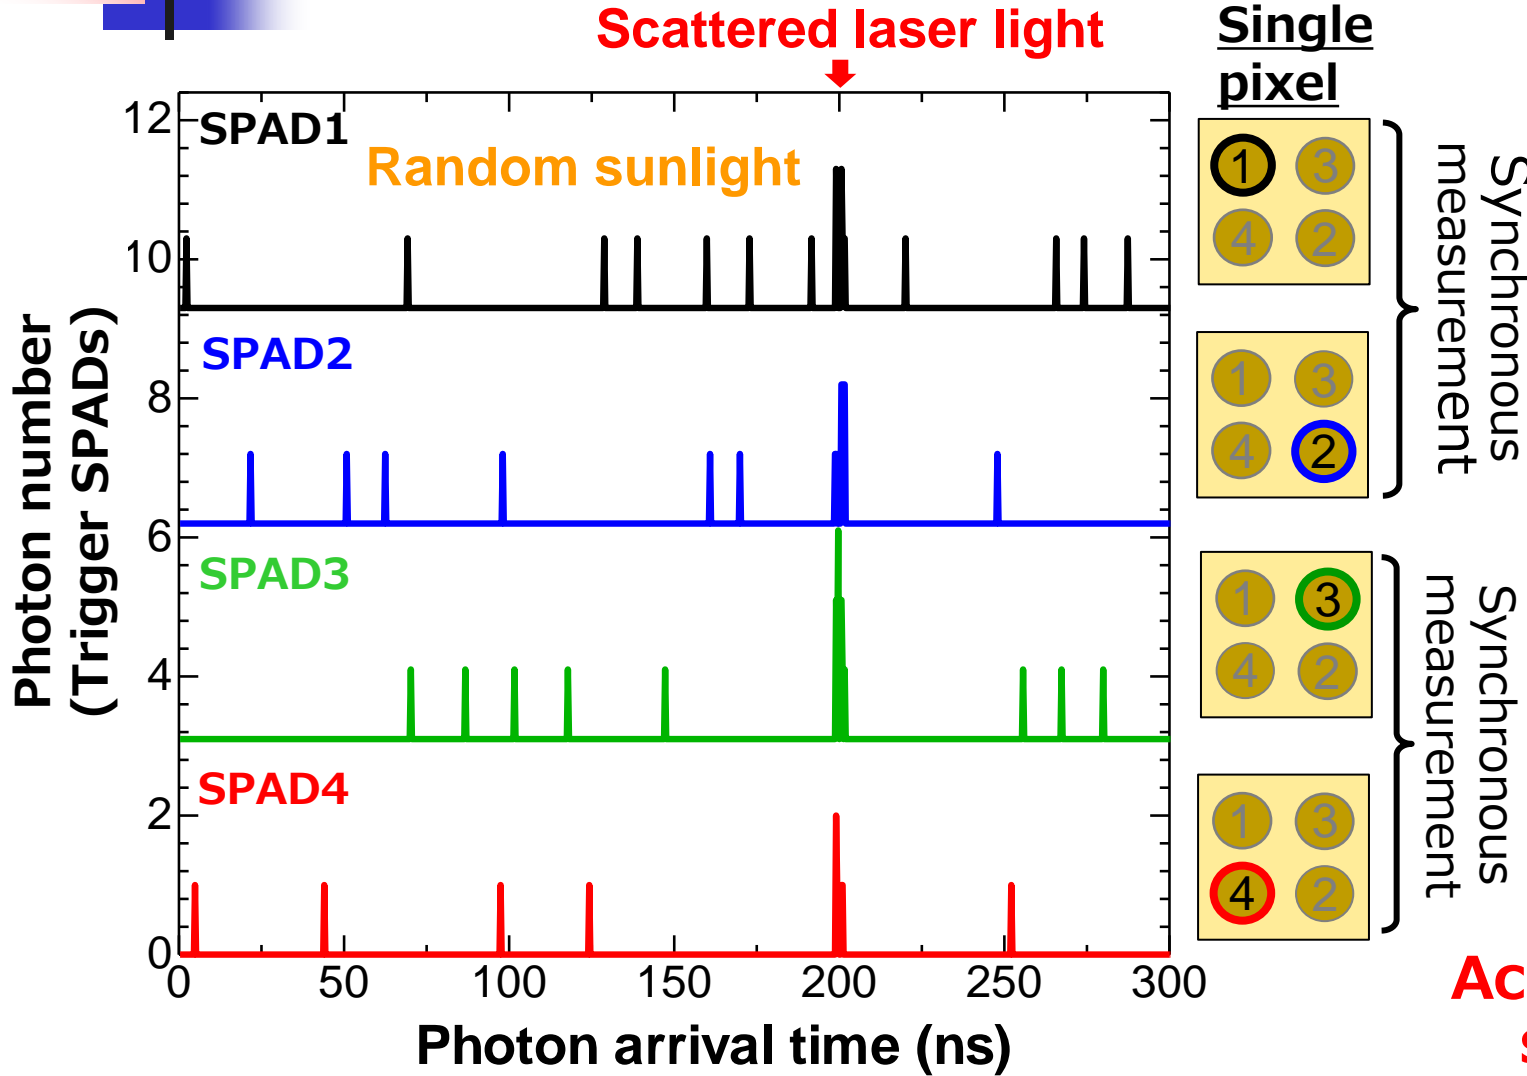 Scattered laser light
Single
pixel
12
10
8
6
4
2
0
SPAD1
Random sunlight
SPAD2
SPAD3
SPAD4
Photon number
(Trigger SPADs)
0 50 100 150 200 250 300
Photon arrival time (ns)
1 3
4 2
1 3
4 2
Synchronous
measurement
1 3
4 2
1 3
4 2
Synchronous
measurement